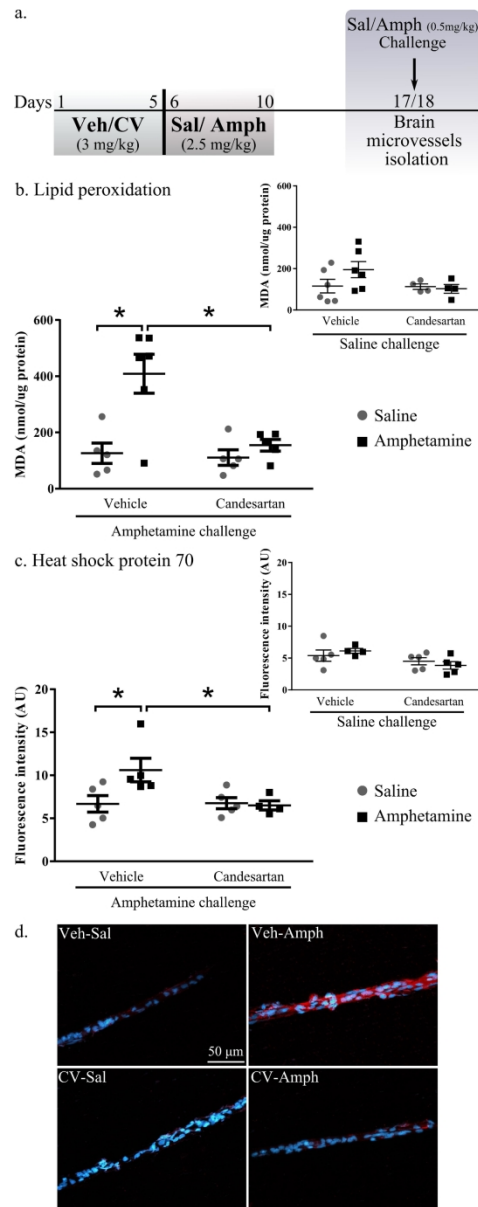 a.
Sal/Amph (0.5mg/kg)
Challenge
Days 1 5 6 10 17/18
Veh/CV Sal/ Amph Brain
(3 mg/kg) (2.5 mg/kg) microvessels
isolation
b. Lipid peroxidation
MDA (nmol/ug protein)
600
400
200
0
Vehicle Candesartan
Saline challenge
MDA (nmol/ug protein)
600
400
200
0
* *
Vehicle Candesartan
Amphetamine challenge
Saline
Amphetamine
c. Heat shock protein 70
Fluorescence intensity (AU)
20
15
10
5
0
Vehicle Candesartan
Saline challenge
Fluorescence intensity (AU)
20
15
10
5
0
* *
Vehicle Candesartan
Amphetamine challenge
Saline
Amphetamine
d.
Veh-Sal Veh-Amph
50 µm
CV-Sal CV-Amph